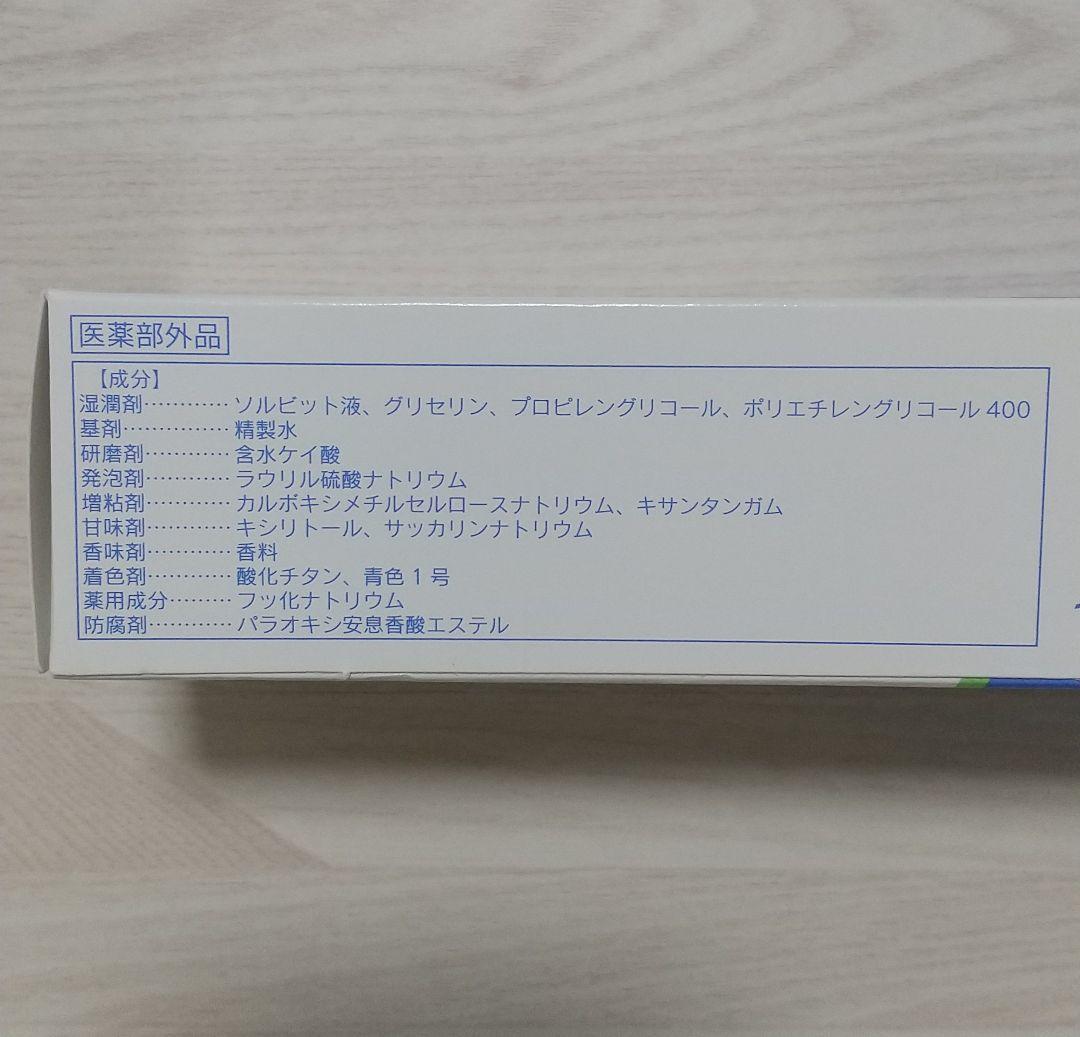 医薬部外品
【成分】
湿潤剤…………ソルビット液、グリセリン、プロピレングリコール、ポリエチレングリコール 400
基剤……………精製水
研磨剤…………含水ケイ酸
発泡剤…………ラウリル硫酸ナトリウム
増粘剤…………カルボキシメチルセルロースナトリウム、キサンタンガム
甘味剤…………キシリトール、サッカリンナトリウム
香味剤…………香料
着色剤…………酸化チタン、青色 1 号
薬用成分………フッ化ナトリウム
防腐剤…………パラオキシ安息香酸エステル